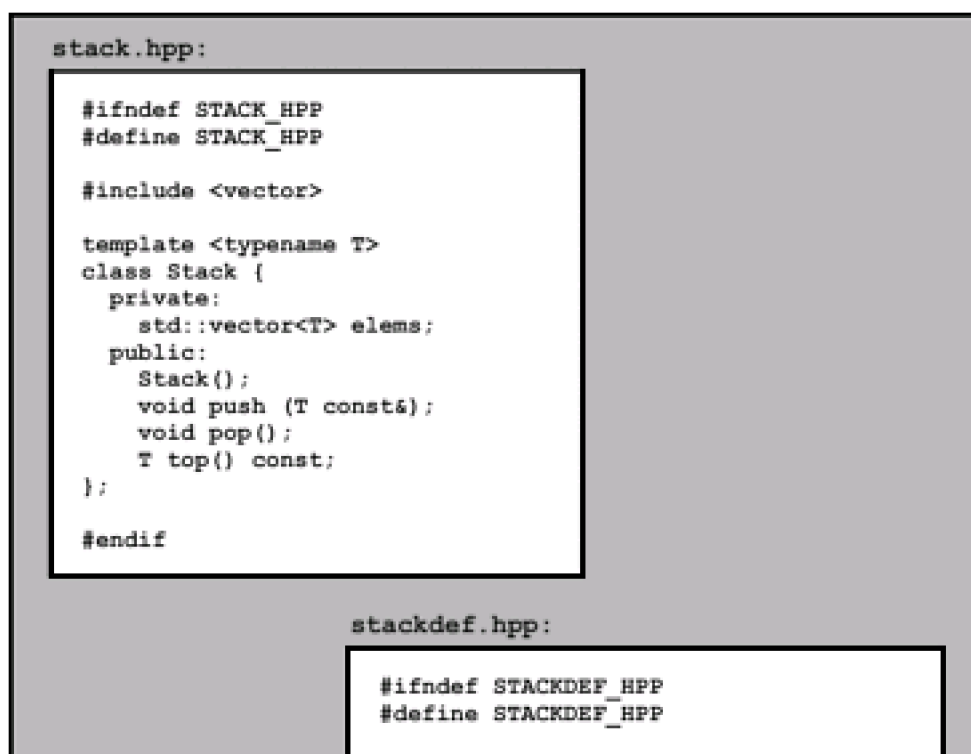 stack.hpp:
#ifndef STACK_HPP
#define STACK_HPP
#include <vector>
template <typename T>
class Stack {
private:
std::vector<T> elems;
public:
Stack();
void push (T const&);
void pop();
T top() const;
};
#endif
stackdef.hpp:
#ifndef STACKDEF_HPP
#define STACKDEF_HPP